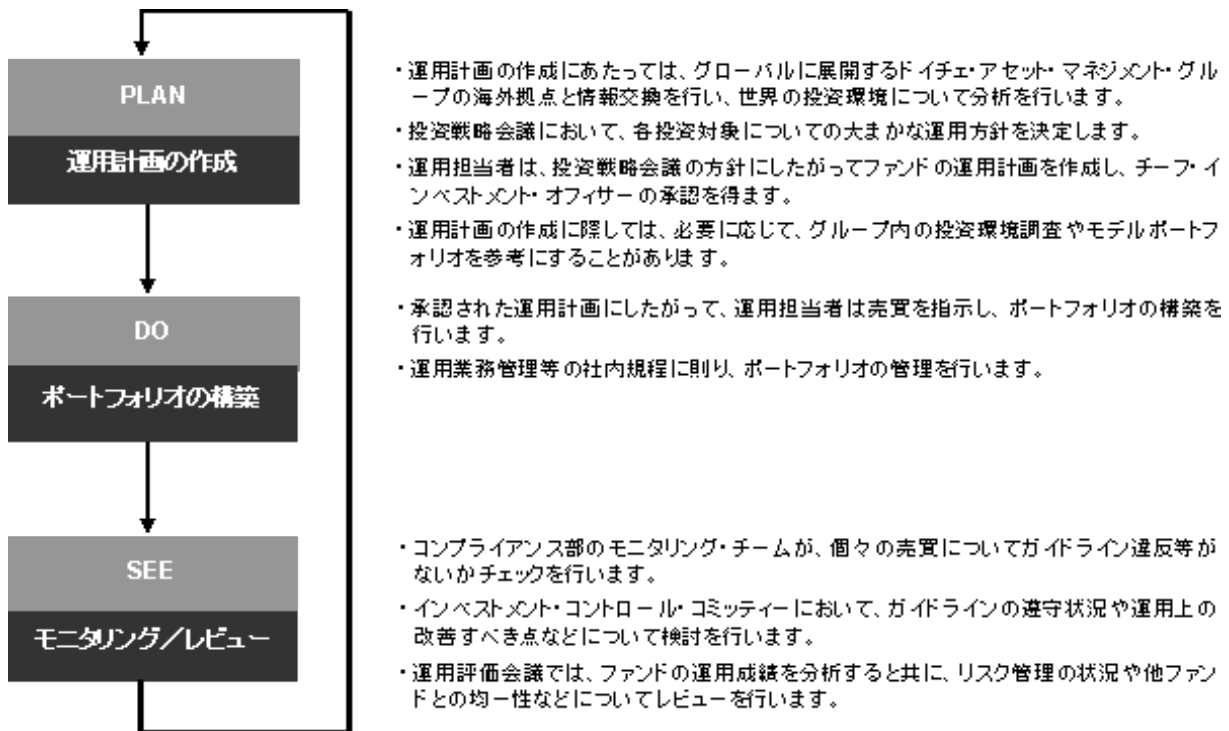 PLAN
運用計画の作成
・運用計画の作成にあたっては、グローバルに展開するドイチェ・アセット・マネジメント・グル
ープの海外拠点と情報交換を行い、世界の投資環境について分析を行います。
・投資戦略会議において、各投資対象についての大まかな運用方針を決定します。
・運用担当者は、投資戦略会議の方針にしたがってファンドの運用計画を作成し、チーフ・イ
ンベストメント・オフィサーの承認を得ます。
・運用計画の作成に際しては、必要に応じて、グループ内の投資環境調査やモデルポートフ
ォリオを参考にすることがあります。
DO
ポートフォリオの構築
・承認された運用計画にしたがって、運用担当者は売買を指示し、ポートフォリオの構築を
行います。
・運用業務管理等の社内規程に則り、ポートフォリオの管理を行います。
SEE
モニタリング／レビュー
・コンプライアンス部のモニタリング・チームが、個々の売買についてガイドライン違反等が
ないかチェックを行います。
・インベストメント・コントロール・コミッティーにおいて、ガイドラインの遵守状況や運用上の
改善すべき点などについて検討を行います。
・運用評価会議では、ファンドの運用成績を分析すると共に、リスク管理の状況や他ファン
ドとの均一性などについてレビューを行います。